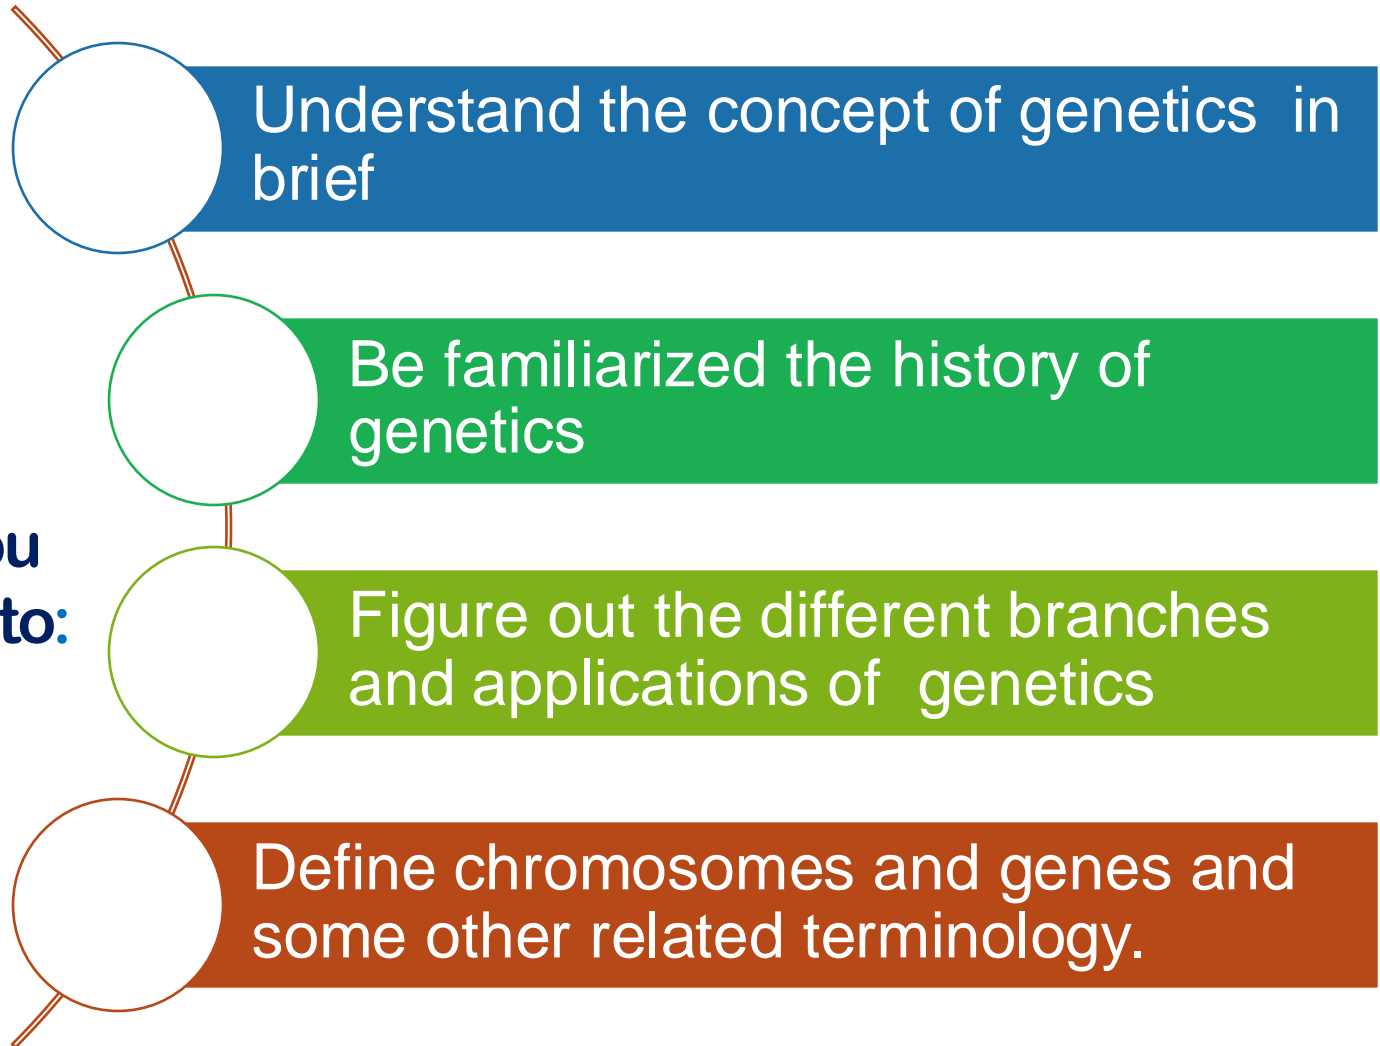 Understand the concept of genetics  in
brief
Be familiarized the history of
genetics
to:
Figure out the different branches
and applications of  genetics
Define chromosomes and genes and
some other related terminology.